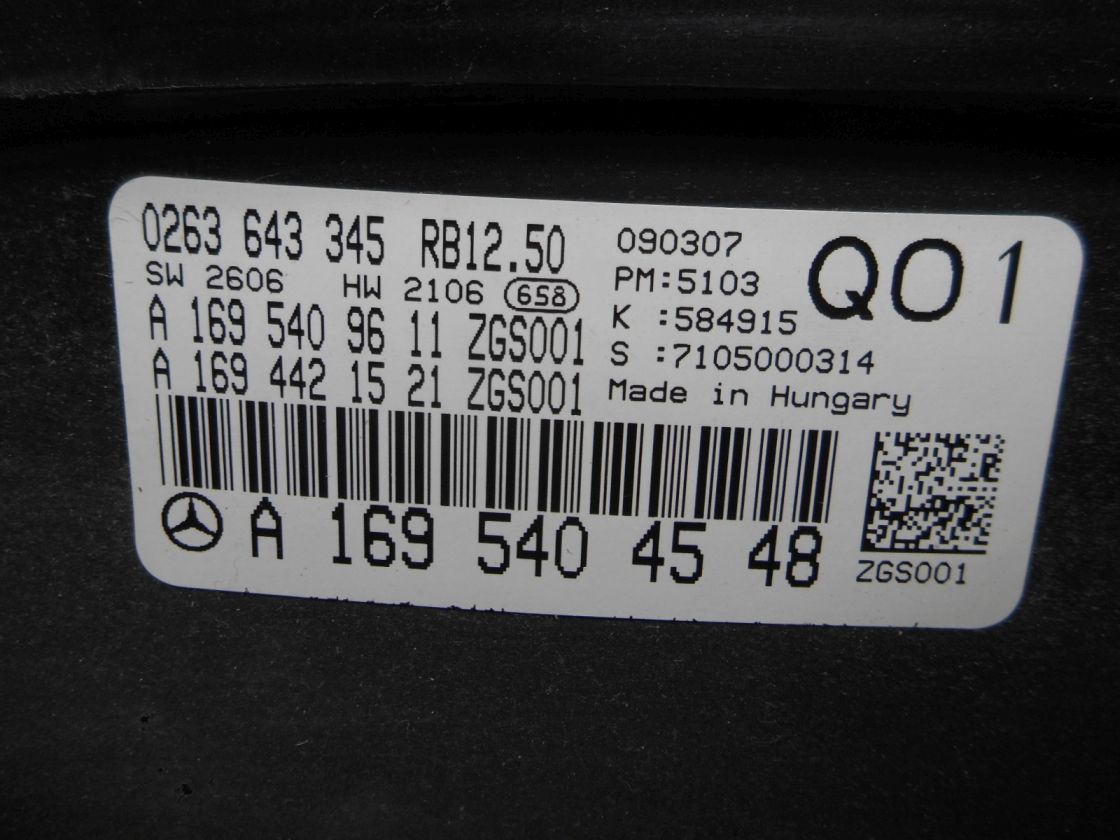 0263 643 345 RB12.50
SW 2606 HW 2106 658
A 169 540 96 11 ZGS001
A 169 442 15 21 ZGS001
090307
PM:5103
K :584915
S :7105000314
Made in Hungary
Q01
A 169 540 45 48
ZGS001